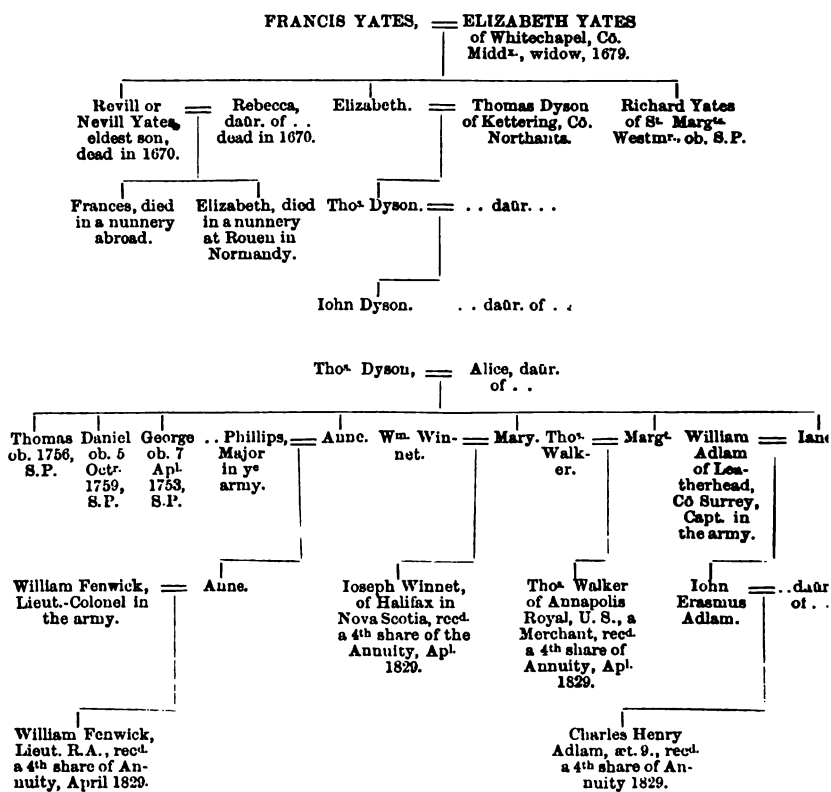 FRANCIS YATES, = ELIZABETH YATES
of Whitechapel, Cō.
Middx., widow, 1679.
Revill or
Nevill Yates,
eldest son,
dead in 1670.
=
Rebecca,
daūr. of . .
dead in 1670.
Elizabeth. =
Thomas Dyson
of Kettering, Cō.
Northants.
Richard Yates
of St. Margts.
Westmr., ob. S.P.
Frances, died
in a nunnery
abroad.
Elizabeth, died
in a nunnery
at Rouen in
Normandy.
Thos. Dyson. = . . daūr. . .
Iohn Dyson. . . daūr. of . .
Thos. Dyson, = Alice, daūr.
of . .
Thomas
ob. 1756,
S.P.
Daniel
ob. 5
Octr.
1759,
S.P.
George
ob. 7
Apl.
1753,
S.P.
. . Phillips,
Major
in ye
army.
= Anne.
Wm. Win-
net.
= Mary.
Thos.
Walk-
er.
= Margt.
William
Adlam
of Lea-
therhead,
Cō Surrey,
Capt. in
the army.
= Iane
William Fenwick,
Lieut.-Colonel in
the army.
= Anne.
Ioseph Winnet,
of Halifax in
Nova Scotia, recd.
a 4th share of the
Annuity, Apl.
1829.
Thos. Walker
of Annapolis
Royal, U. S., a
Merchant, recd.
a 4th share of
Annuity, Apl.
1829.
Iohn
Erasmus
Adlam.
= . . daūr
of . .
William Fenwick,
Lieut. R.A., recd.
a 4th share of An-
nuity, April 1829.
Charles Henry
Adlam, æt. 9., recd.
a 4th share of An-
nuity 1829.